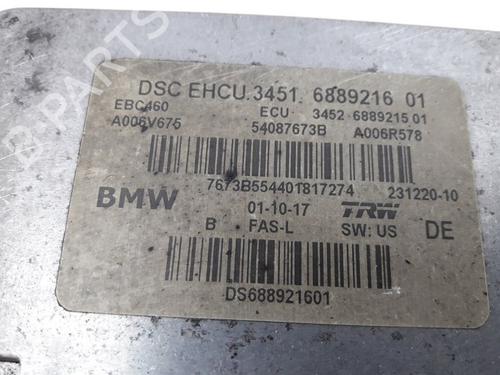 DSC EHCU.3451. 6889216 01
EBC460 ECU 3452-6889215 01
A006V675 54087673B A006R578
7673B554401817274 231220-10
BMW 01-10-17 TRW
B FAS-L SW: US DE
DS688921601